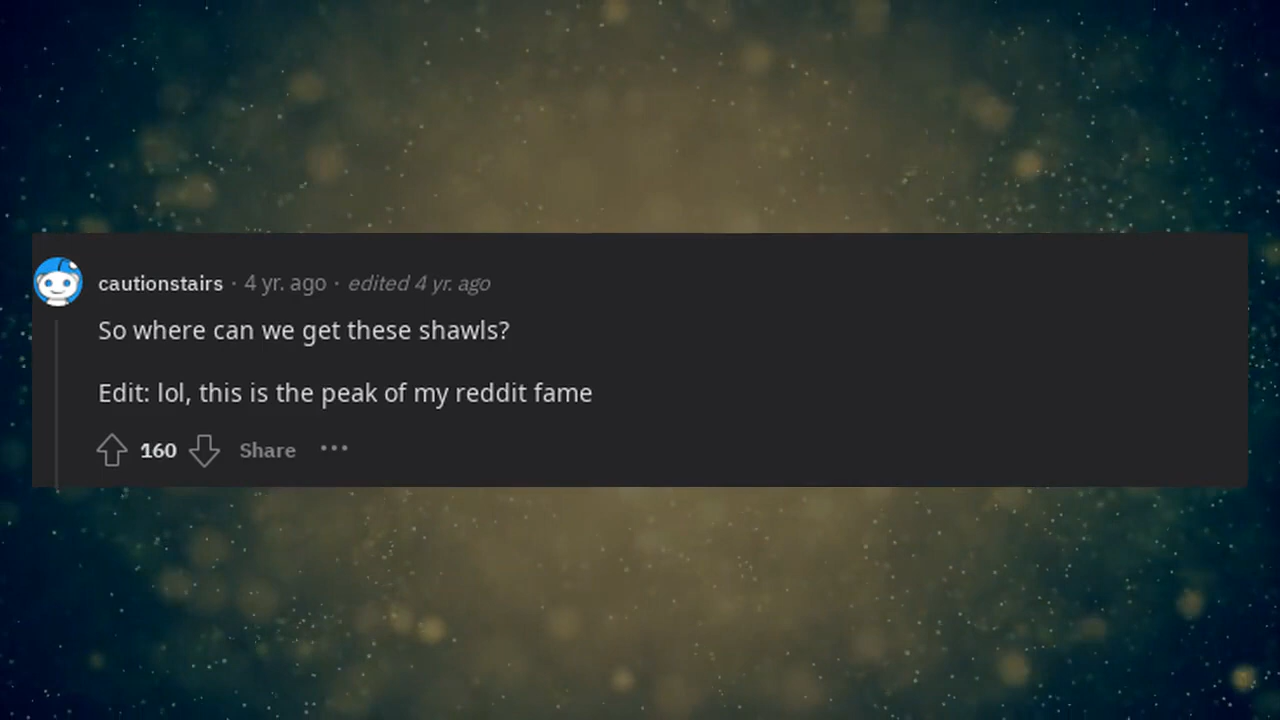 cautionstairs · 4 yr. ago · edited 4 yr. ago
So where can we get these shawls?
Edit: lol, this is the peak of my reddit fame
160 Share ...